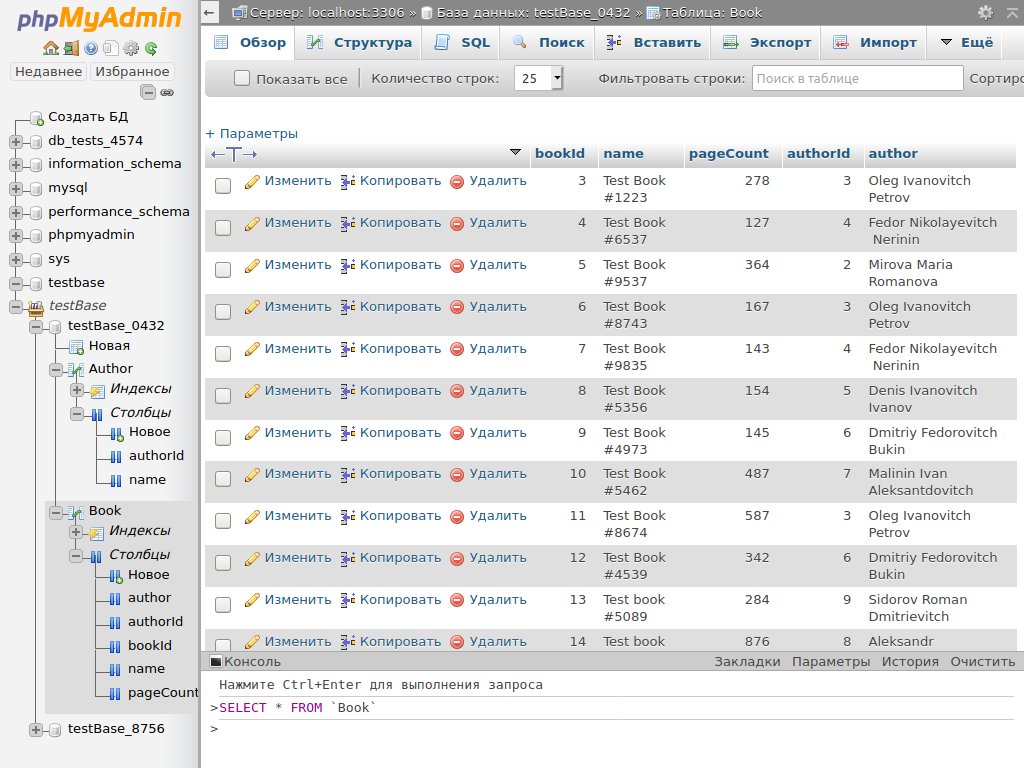 phpMyAdmin
Недавнее Избранное
Создать БД
db_tests_4574
information_schema
mysql
performance_schema
phpmyadmin
sys
testbase
testBase
testBase_0432
Новая
Author
Индексы
Столбцы
Новое
authorId
name
Book
Индексы
Столбцы
Новое
author
authorId
bookId
name
pageCount
testBase_8756
Сервер: localhost:3306 » База данных: testBase_0432 » Таблица: Book
Обзор Структура SQL Поиск Вставить Экспорт Импорт Ещё
Показать все Количество строк: 25 Фильтровать строки: Поиск в таблице Сортиро
+ Параметры
←T→ bookId name pageCount authorId author
Изменить Копировать Удалить 3 Test Book 278 3 Oleg Ivanovitch
#1223 Petrov
Изменить Копировать Удалить 4 Test Book 127 4 Fedor Nikolayevitch
#6537 Nerinin
Изменить Копировать Удалить 5 Test Book 364 2 Mirova Maria
#9537 Romanova
Изменить Копировать Удалить 6 Test Book 167 3 Oleg Ivanovitch
#8743 Petrov
Изменить Копировать Удалить 7 Test Book 143 4 Fedor Nikolayevitch
#9835 Nerinin
Изменить Копировать Удалить 8 Test Book 154 5 Denis Ivanovitch
#5356 Ivanov
Изменить Копировать Удалить 9 Test Book 145 6 Dmitriy Fedorovitch
#4973 Bukin
Изменить Копировать Удалить 10 Test Book 487 7 Malinin Ivan
#5462 Aleksantdovitch
Изменить Копировать Удалить 11 Test Book 587 3 Oleg Ivanovitch
#8674 Petrov
Изменить Копировать Удалить 12 Test Book 342 6 Dmitriy Fedorovitch
#4539 Bukin
Изменить Копировать Удалить 13 Test book 284 9 Sidorov Roman
#5089 Dmitrievitch
Изменить Копировать Удалить 14 Test book 876 8 Aleksandr
Консоль Закладки Параметры История Очистить
Нажмите Ctrl+Enter для выполнения запроса
>SELECT * FROM `Book`
>